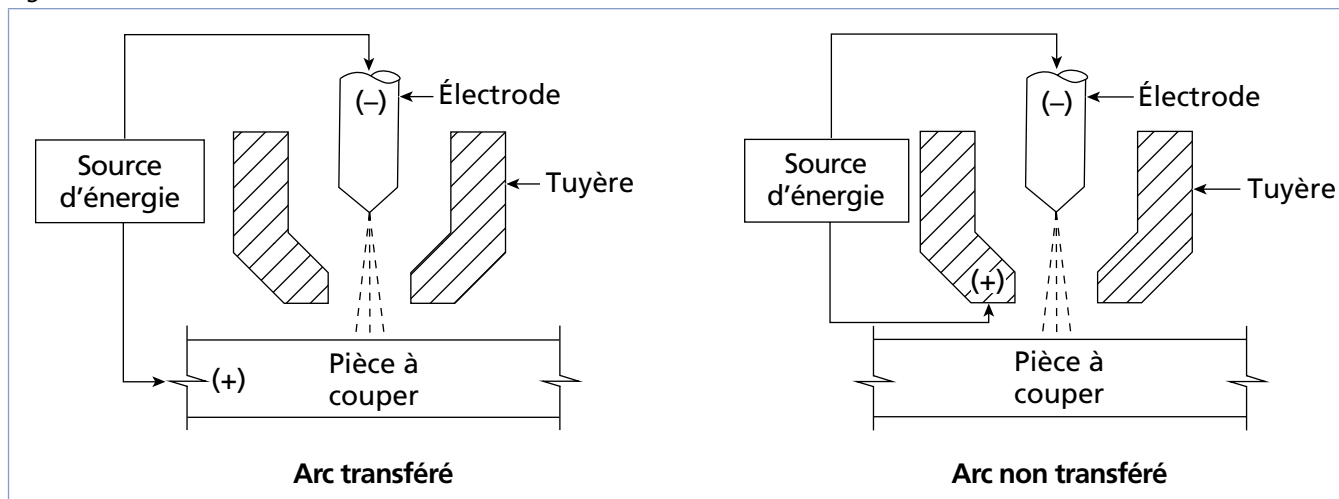 (–)
Électrode
Source
d'énergie
Tuyère
(+)
Pièce à
couper
Arc transféré
(–)
Électrode
Source
d'énergie
Tuyère
(+)
Pièce à
couper
Arc non transféré